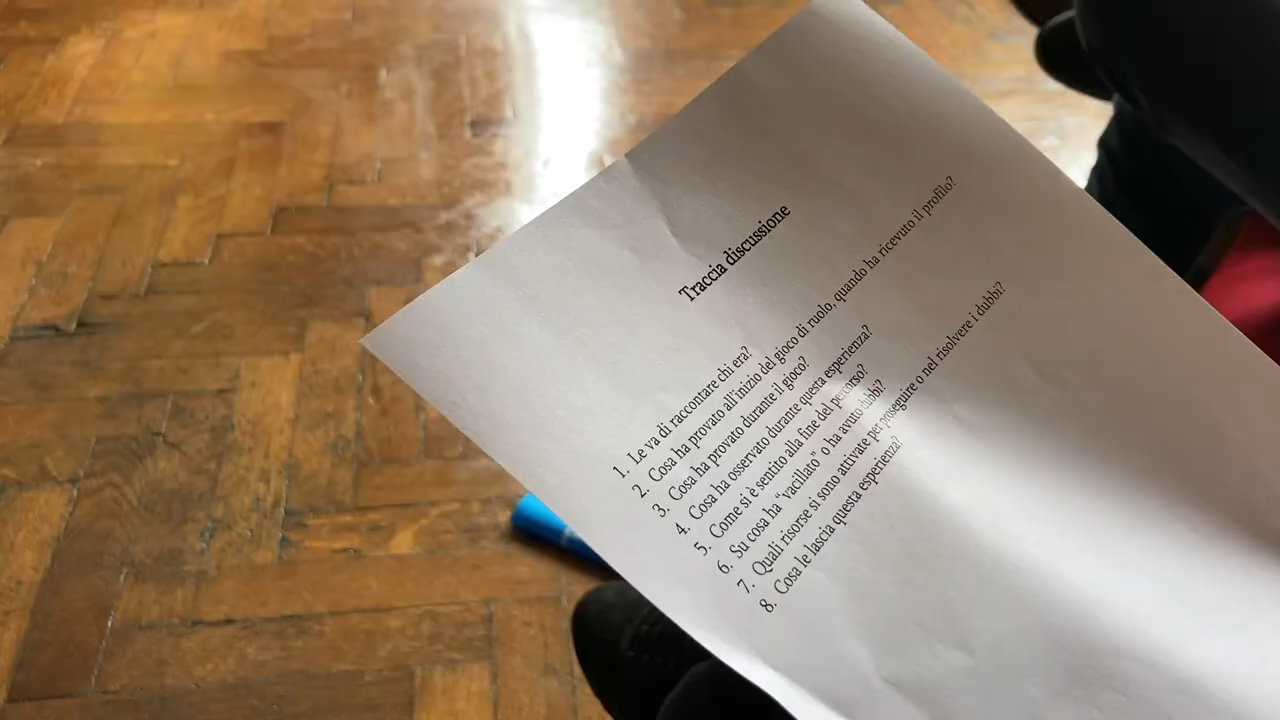 Traccia discussione
1. Le va di raccontare chi era?
2. Cosa ha provato all'inizio del gioco di ruolo, quando ha ricevuto il profilo?
3. Cosa ha provato durante il gioco?
4. Cosa ha osservato durante questa esperienza?
5. Come si è sentito alla fine del percorso?
6. Su cosa ha “vacillato” o ha avuto dubbi?
7. Quali risorse si sono attivate per proseguire o nel risolvere i dubbi?
8. Cosa le lascia questa esperienza?